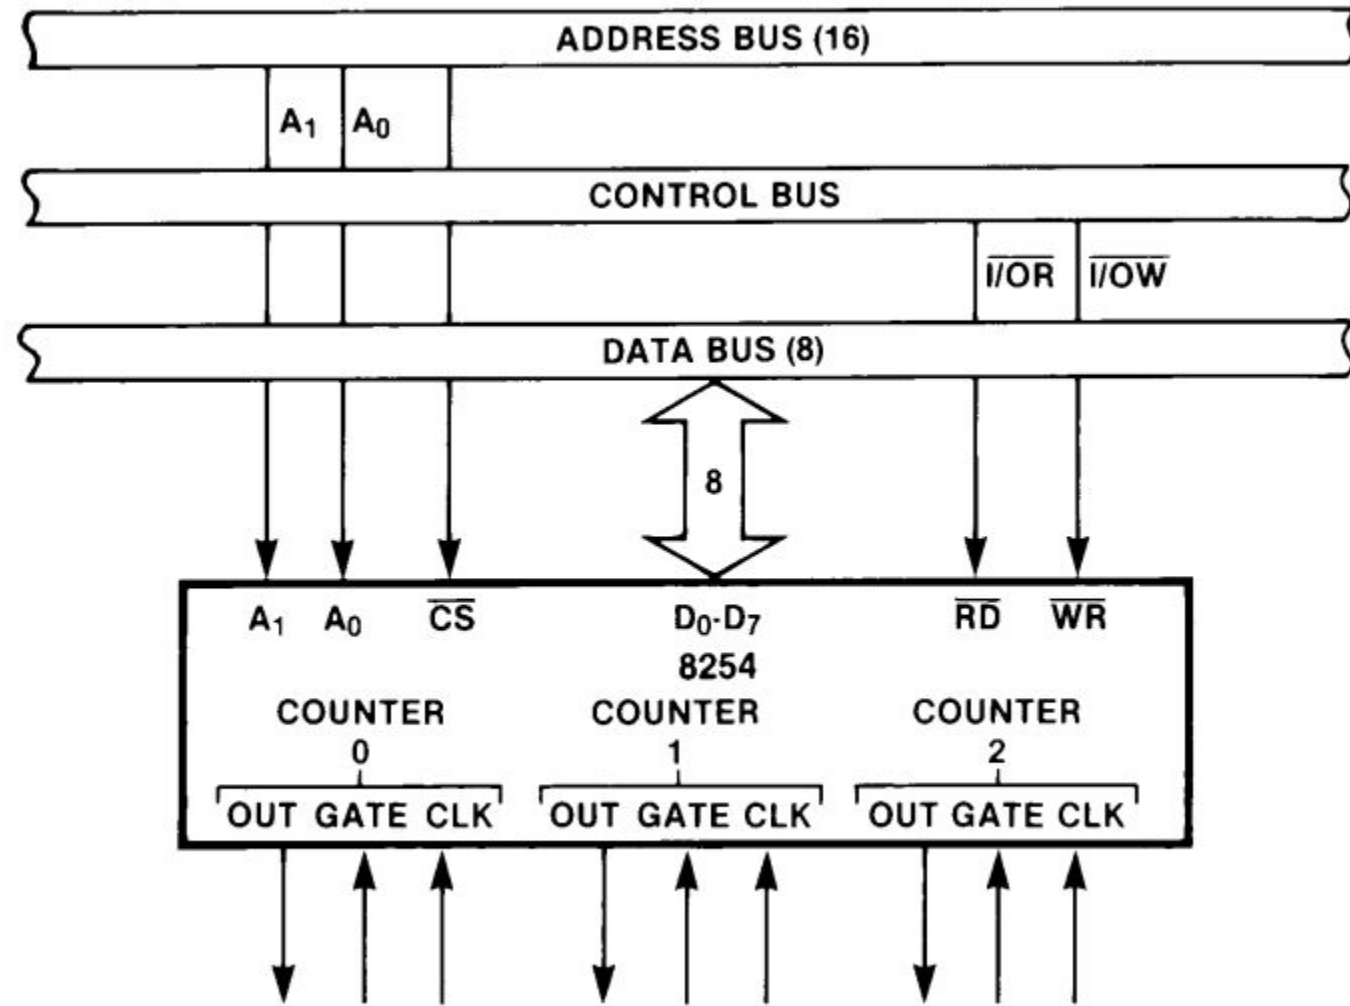 ADDRESS BUS (16)
A₁ A₀
CONTROL BUS
I/OR I/OW
DATA BUS (8)
8
A₁ A₀ CS D₀-D₇ RD WR
8254
COUNTER COUNTER COUNTER
0 1 2
OUT GATE CLK OUT GATE CLK OUT GATE CLK